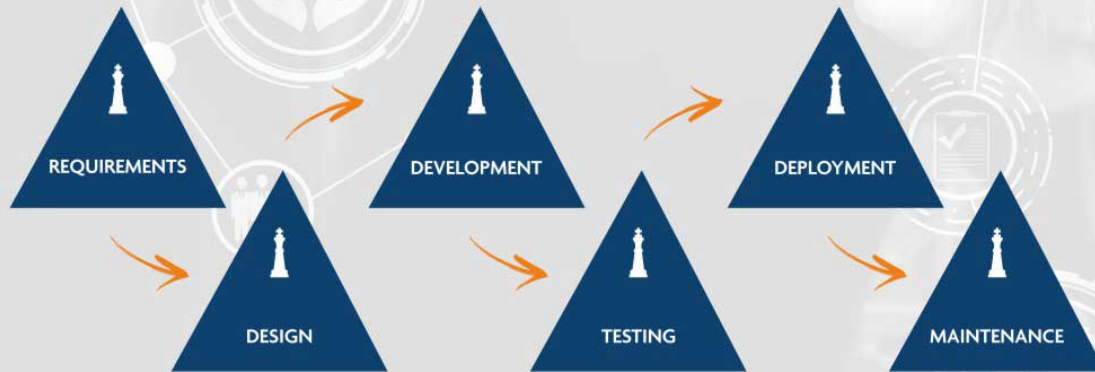 REQUIREMENTS
DESIGN
DEVELOPMENT
TESTING
DEPLOYMENT
MAINTENANCE